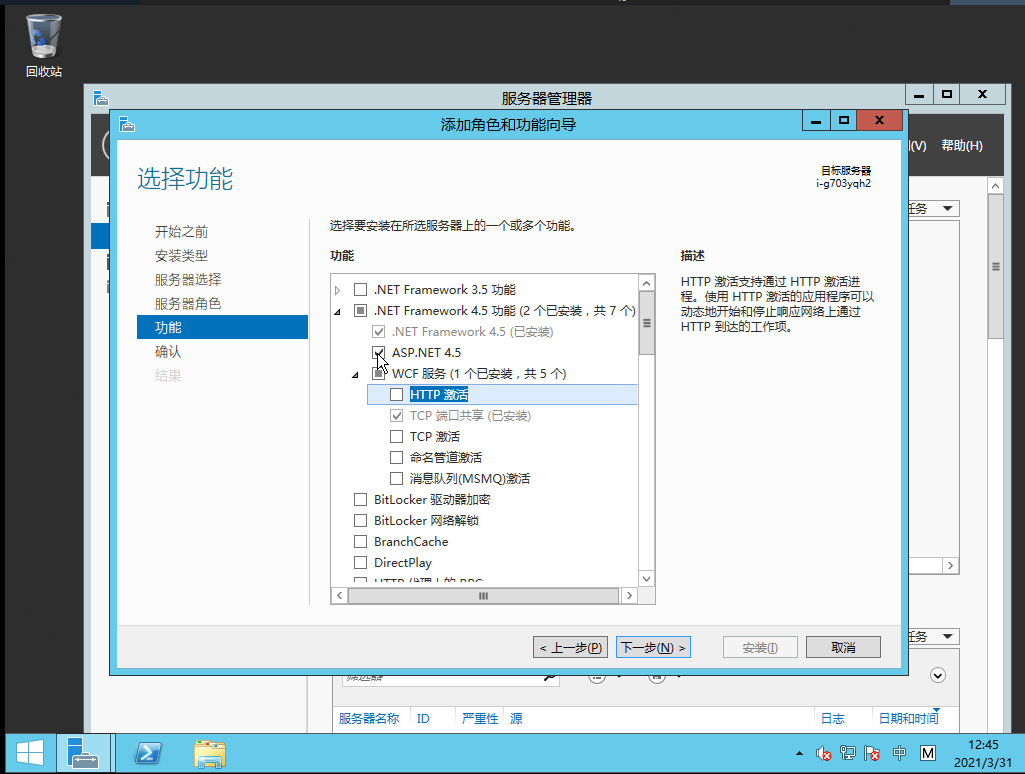 回收站
服务器管理器
添加角色和功能向导
(V) 帮助(H)
选择功能
目标服务器
i-g703yqh2
任务
开始之前
安装类型
服务器选择
服务器角色
功能
确认
结果
选择要安装在所选服务器上的一个或多个功能。
功能
.NET Framework 3.5 功能
.NET Framework 4.5 功能 (2 个已安装，共 7 个)
.NET Framework 4.5 (已安装)
ASP.NET 4.5
WCF 服务 (1 个已安装，共 5 个)
HTTP 激活
TCP 端口共享 (已安装)
TCP 激活
命名管道激活
消息队列(MSMQ)激活
BitLocker 驱动器加密
BitLocker 网络解锁
BranchCache
DirectPlay
HTTP 代理上的 RPC
描述
HTTP 激活支持通过 HTTP 激活进
程。使用 HTTP 激活的应用程序可以
动态地开始和停止响应网络上通过
HTTP 到达的工作项。
< 上一步(P)
下一步(N) >
安装(I)
取消
任务
筛选器
服务器名称 ID 严重性 源 日志 日期和时间
中 M
12:45
2021/3/31